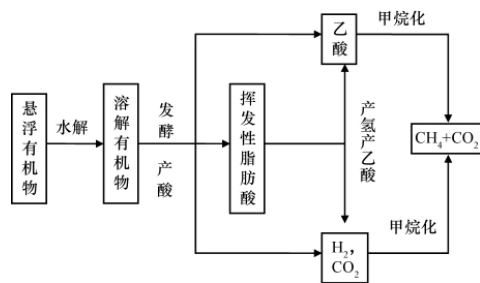 悬浮有机物
水解
溶解有机物
发酵
产酸
挥发性脂肪酸
乙酸
产氢产乙酸
H₂,
CO₂
甲烷化
甲烷化
CH₄+CO₂